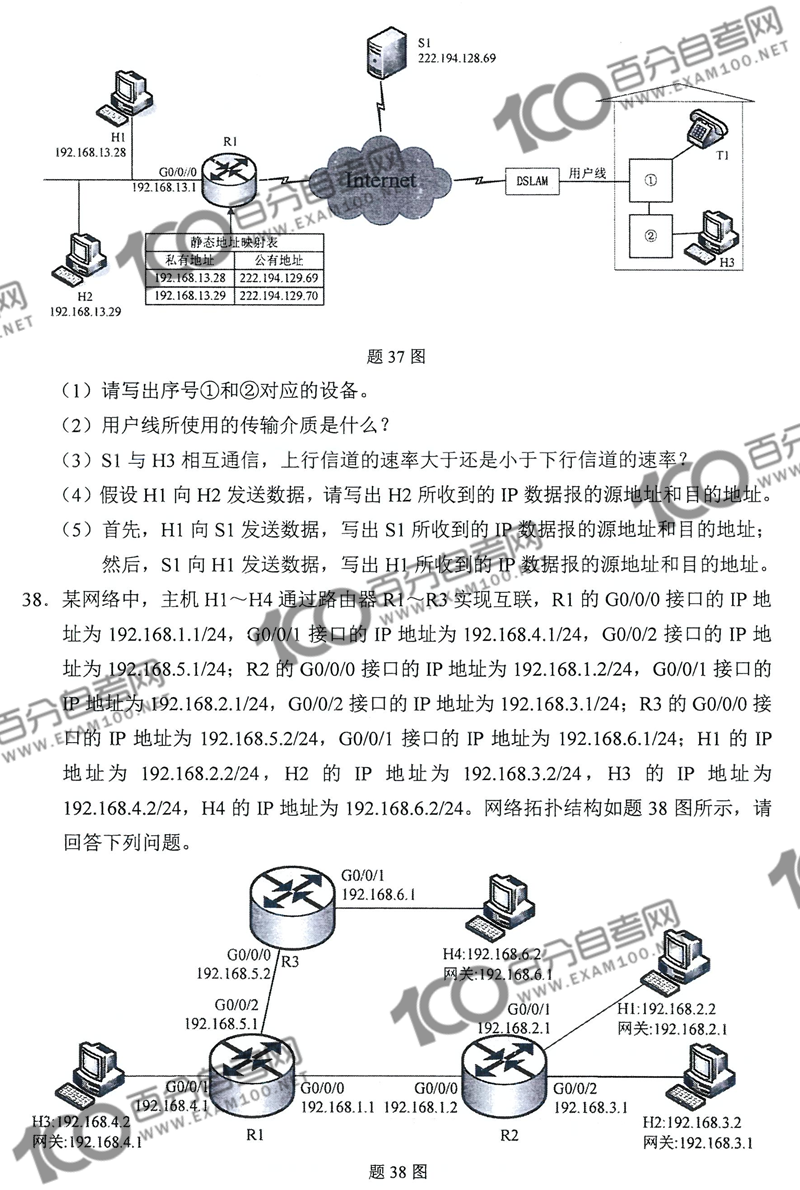 S1
222.194.128.69
H1
192.168.13.28
R1
G0/0//0
192.168.13.1
Internet
DSLAM
用户线
①
②
T1
H3
H2
192.168.13.29
静态地址映射表
私有地址 公有地址
192.168.13.28 222.194.129.69
192.168.13.29 222.194.129.70
题 37 图
（1）请写出序号①和②对应的设备。
（2）用户线所使用的传输介质是什么？
（3）S1 与 H3 相互通信，上行信道的速率大于还是小于下行信道的速率？
（4）假设 H1 向 H2 发送数据，请写出 H2 所收到的 IP 数据报的源地址和目的地址。
（5）首先，H1 向 S1 发送数据，写出 S1 所收到的 IP 数据报的源地址和目的地址；
然后，S1 向 H1 发送数据，写出 H1 所收到的 IP 数据报的源地址和目的地址。
38．某网络中，主机 H1～H4 通过路由器 R1～R3 实现互联，R1 的 G0/0/0 接口的 IP 地
址为 192.168.1.1/24，G0/0/1 接口的 IP 地址为 192.168.4.1/24，G0/0/2 接口的 IP 地
址为 192.168.5.1/24；R2 的 G0/0/0 接口的 IP 地址为 192.168.1.2/24，G0/0/1 接口的
IP 地址为 192.168.2.1/24，G0/0/2 接口的 IP 地址为 192.168.3.1/24；R3 的 G0/0/0 接
口的 IP 地址为 192.168.5.2/24，G0/0/1 接口的 IP 地址为 192.168.6.1/24；H1 的 IP
地址为 192.168.2.2/24，H2 的 IP 地址为 192.168.3.2/24，H3 的 IP 地址为
192.168.4.2/24，H4 的 IP 地址为 192.168.6.2/24。网络拓扑结构如题 38 图所示，请
回答下列问题。
G0/0/1
192.168.6.1
G0/0/0
192.168.5.2
R3
H4:192.168.6.2
网关:192.168.6.1
G0/0/2
192.168.5.1
G0/0/1
192.168.2.1
H1:192.168.2.2
网关:192.168.2.1
G0/0/1
192.168.4.1
G0/0/0
192.168.1.1
G0/0/0
192.168.1.2
G0/0/2
192.168.3.1
H3:192.168.4.2
网关:192.168.4.1
R1
R2
H2:192.168.3.2
网关:192.168.3.1
题 38 图
100百分自考网
WWW.EXAM100.NET